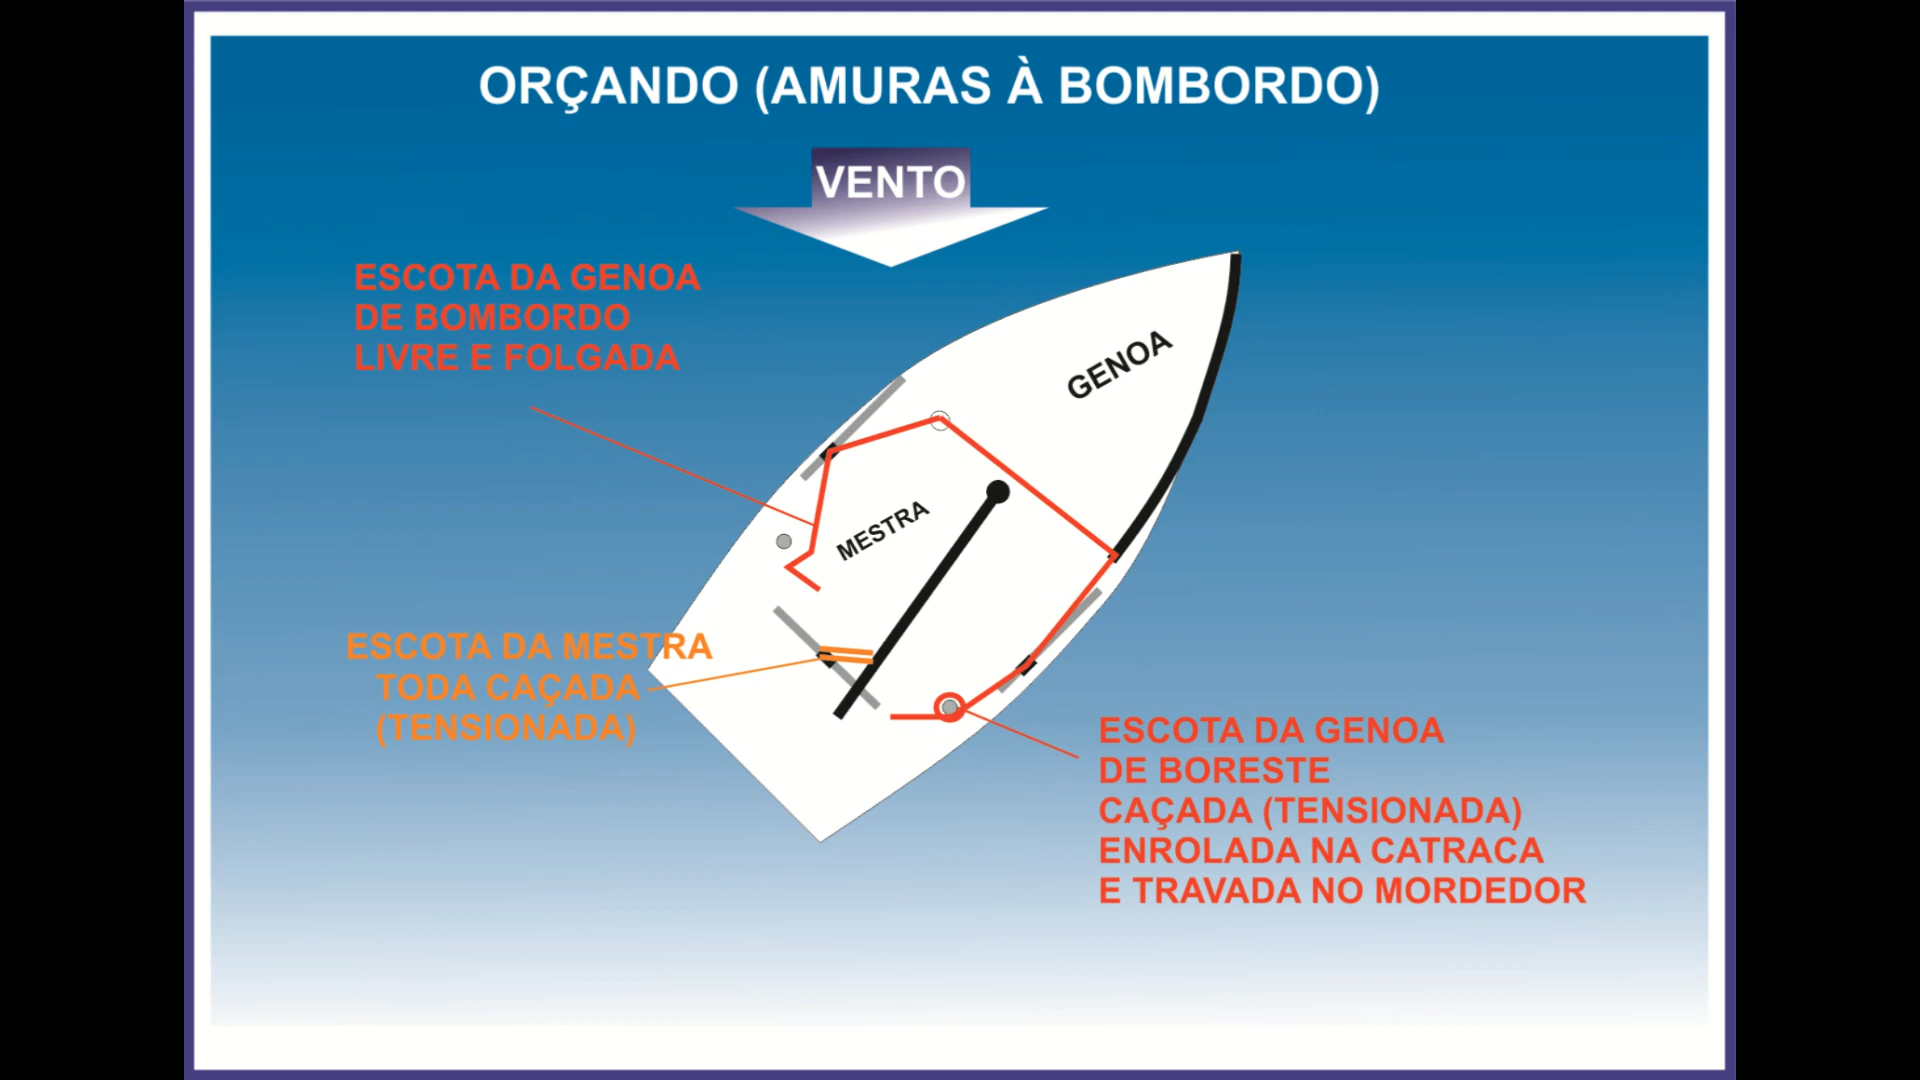 ORÇANDO (AMURAS À BOMBORDO)
VENTO
ESCOTA DA GENOA
DE BOMBORDO
LIVRE E FOLGADA
GENOA
MESTRA
ESCOTA DA MESTRA
TODA CAÇADA
(TENSIONADA)
ESCOTA DA GENOA
DE BORESTE
CAÇADA (TENSIONADA)
ENROLADA NA CATRACA
E TRAVADA NO MORDEDOR